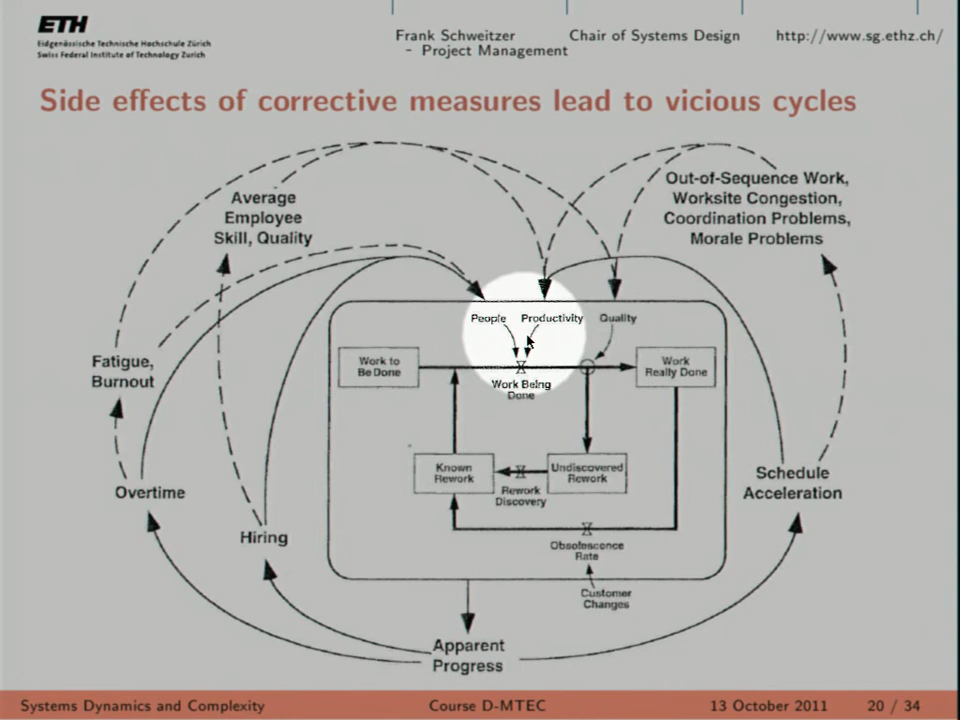 ETH
Eidgenössische Technische Hochschule Zürich
Swiss Federal Institute of Technology Zurich
Frank Schweitzer
- Project Management
Chair of Systems Design
http://www.sg.ethz.ch/
Side effects of corrective measures lead to vicious cycles
Average
Employee
Skill, Quality
Out-of-Sequence Work,
Worksite Congestion,
Coordination Problems,
Morale Problems
People
Productivity
Quality
Fatigue,
Burnout
Work to
Be Done
Work Being
Done
Work
Really Done
Known
Rework
Rework
Discovery
Undiscovered
Rework
Overtime
Schedule
Acceleration
Hiring
Obsolescence
Rate
Customer
Changes
Apparent
Progress
Systems Dynamics and Complexity
Course D-MTEC
13 October 2011
20 / 34